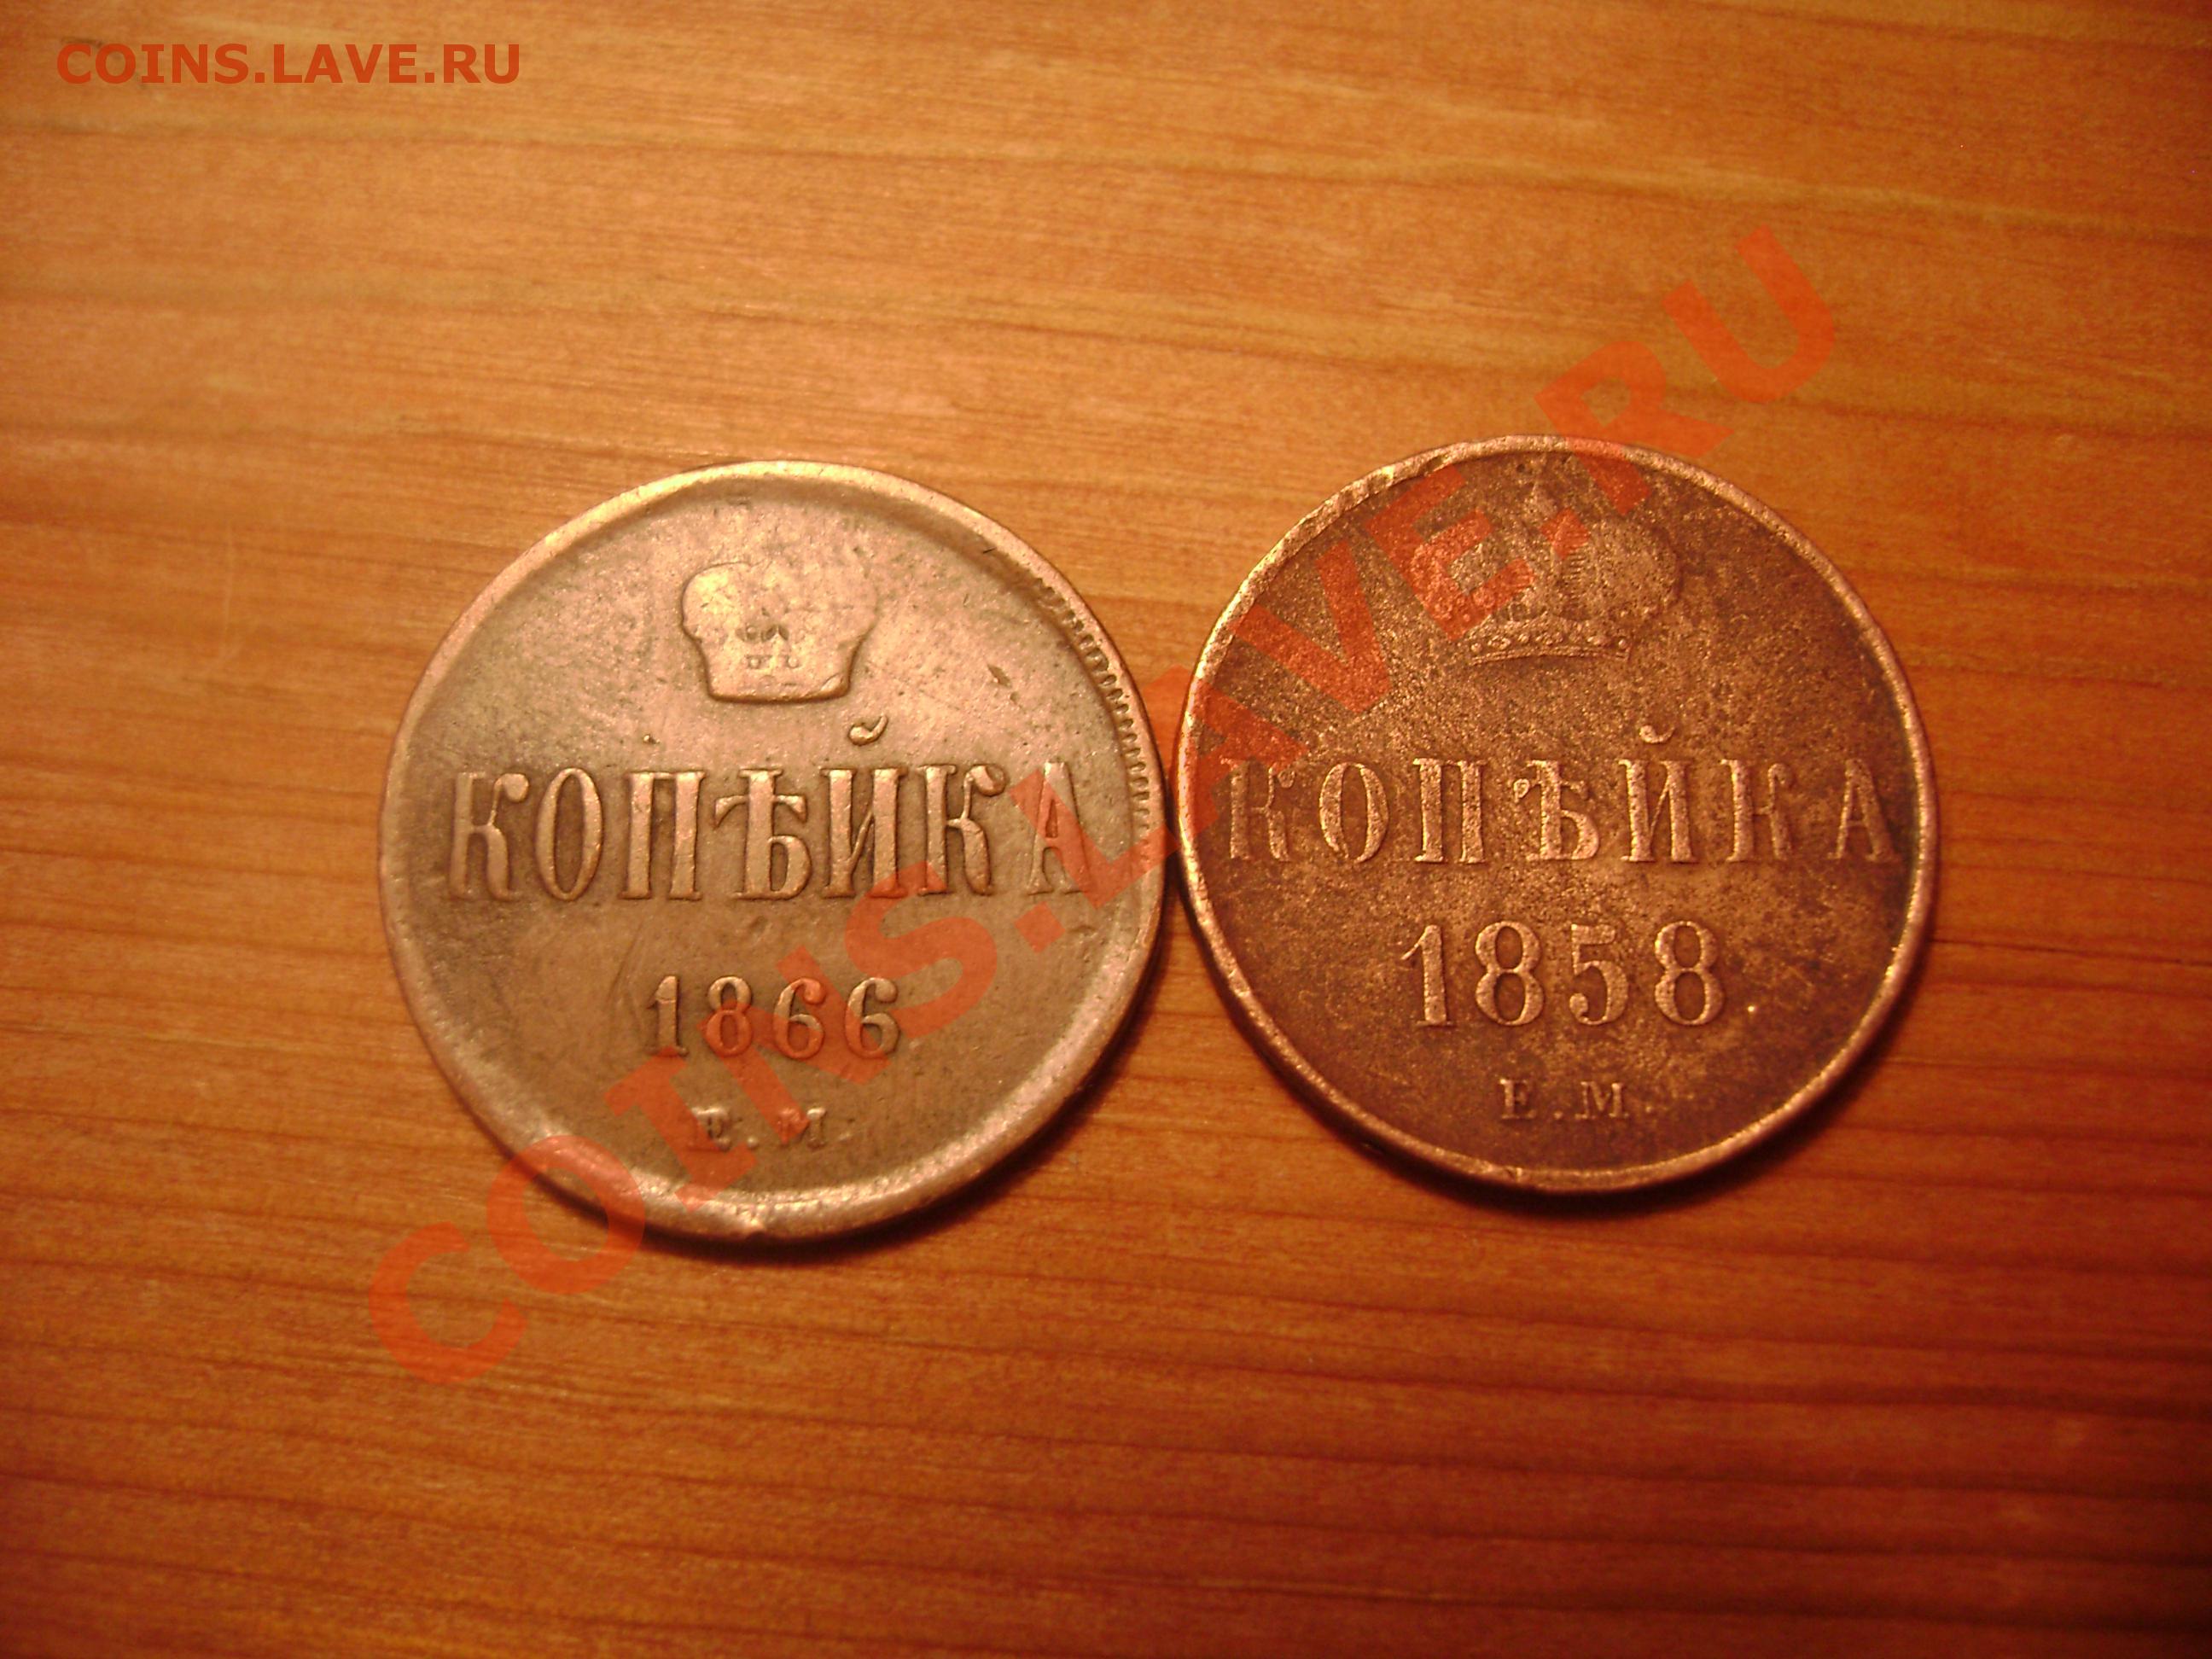 COINS.LAVE.RU
КОПѢЙКА
1866
Е.М.
КОПѢЙКА
1858
Е.М.
COINS.LAVE.RU